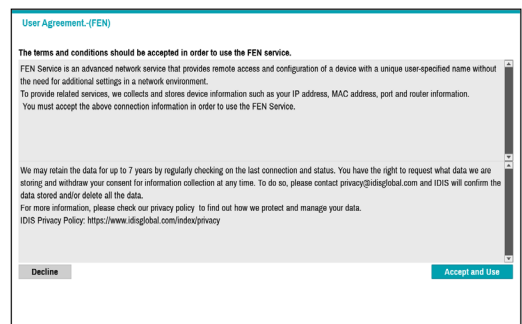 User Agreement.-(FEN)
The terms and conditions should be accepted in order to use the FEN service.
FEN Service is an advanced network service that provides remote access and configuration of a device with a unique user-specified name without
the need for additional settings in a network environment.
To provide related services, we collects and stores device information such as your IP address, MAC address, port and router information.
You must accept the above connection information in order to use the FEN Service.
We may retain the data for up to 7 years by regularly checking on the last connection and status. You have the right to request what data we are
storing and withdraw your consent for information collection at any time. To do so, please contact privacy@idisglobal.com and IDIS will confirm the
data stored and/or delete all the data.
For more information, please check our privacy policy to find out how we protect and manage your data.
IDIS Privacy Policy: https://www.idisglobal.com/index/privacy
Decline
Accept and Use